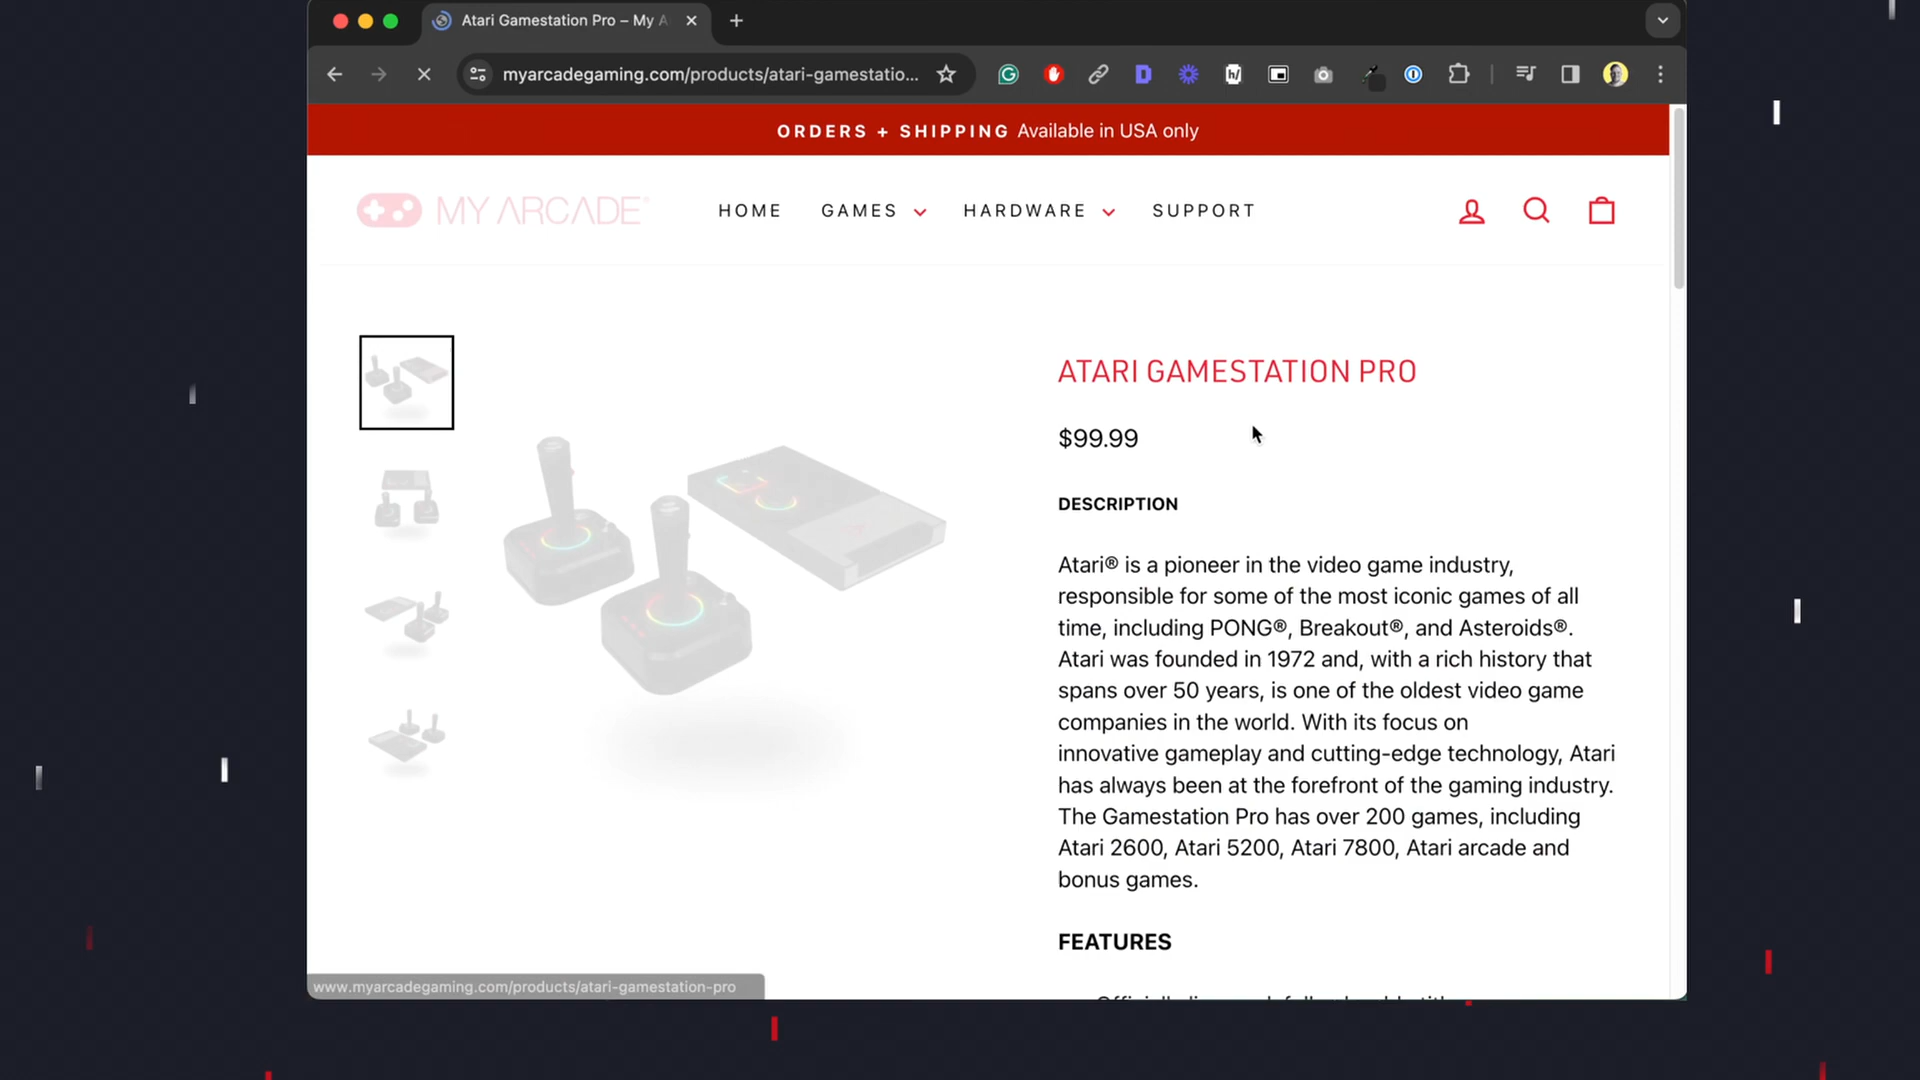 Atari Gamestation Pro – My A
myarcadegaming.com/products/atari-gamestatio...
ORDERS + SHIPPING Available in USA only
MY ARCADE®
HOME
GAMES
HARDWARE
SUPPORT
ATARI GAMESTATION PRO
$99.99
DESCRIPTION
Atari® is a pioneer in the video game industry,
responsible for some of the most iconic games of all
time, including PONG®, Breakout®, and Asteroids®.
Atari was founded in 1972 and, with a rich history that
spans over 50 years, is one of the oldest video game
companies in the world. With its focus on
innovative gameplay and cutting-edge technology, Atari
has always been at the forefront of the gaming industry.
The Gamestation Pro has over 200 games, including
Atari 2600, Atari 5200, Atari 7800, Atari arcade and
bonus games.
FEATURES
www.myarcadegaming.com/products/atari-gamestation-pro